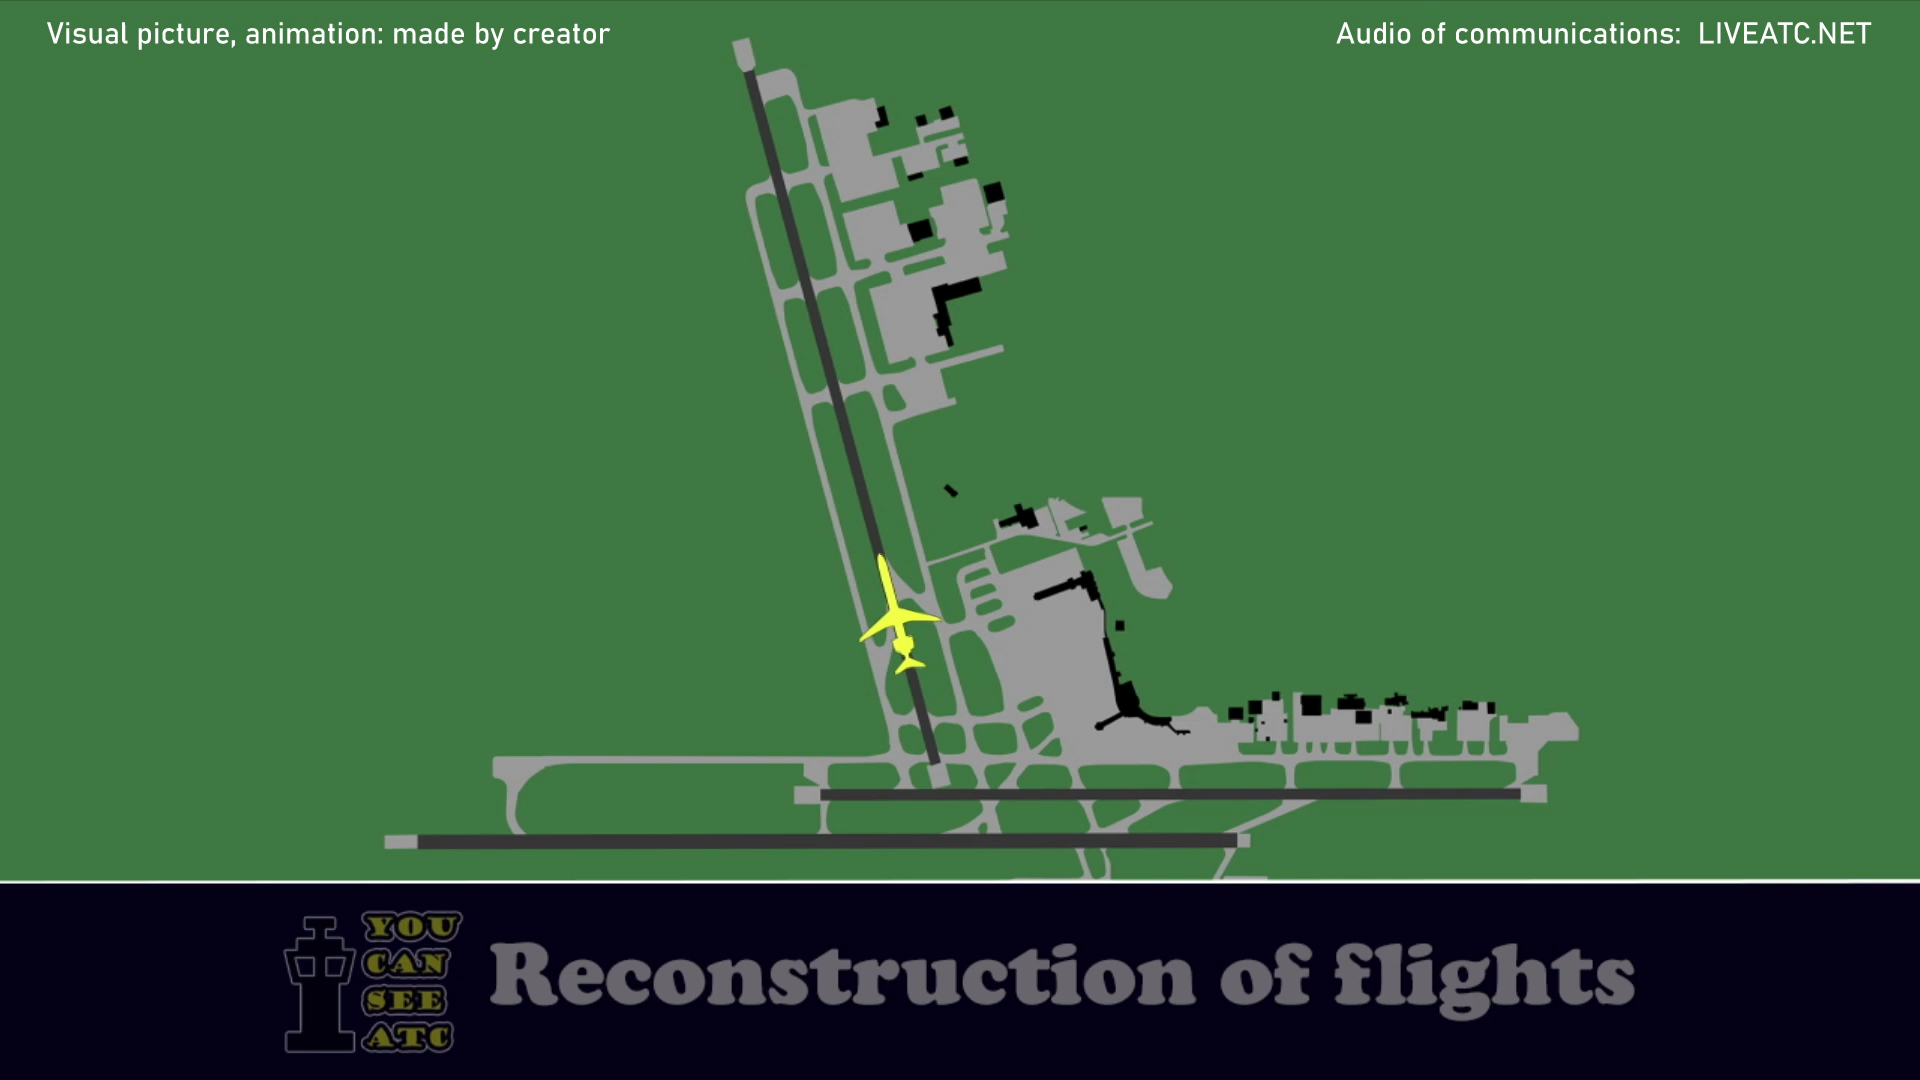 Visual picture, animation: made by creator
Audio of communications: LIVEATC.NET
YOU
CAN
SEE
ATC
Reconstruction of flights